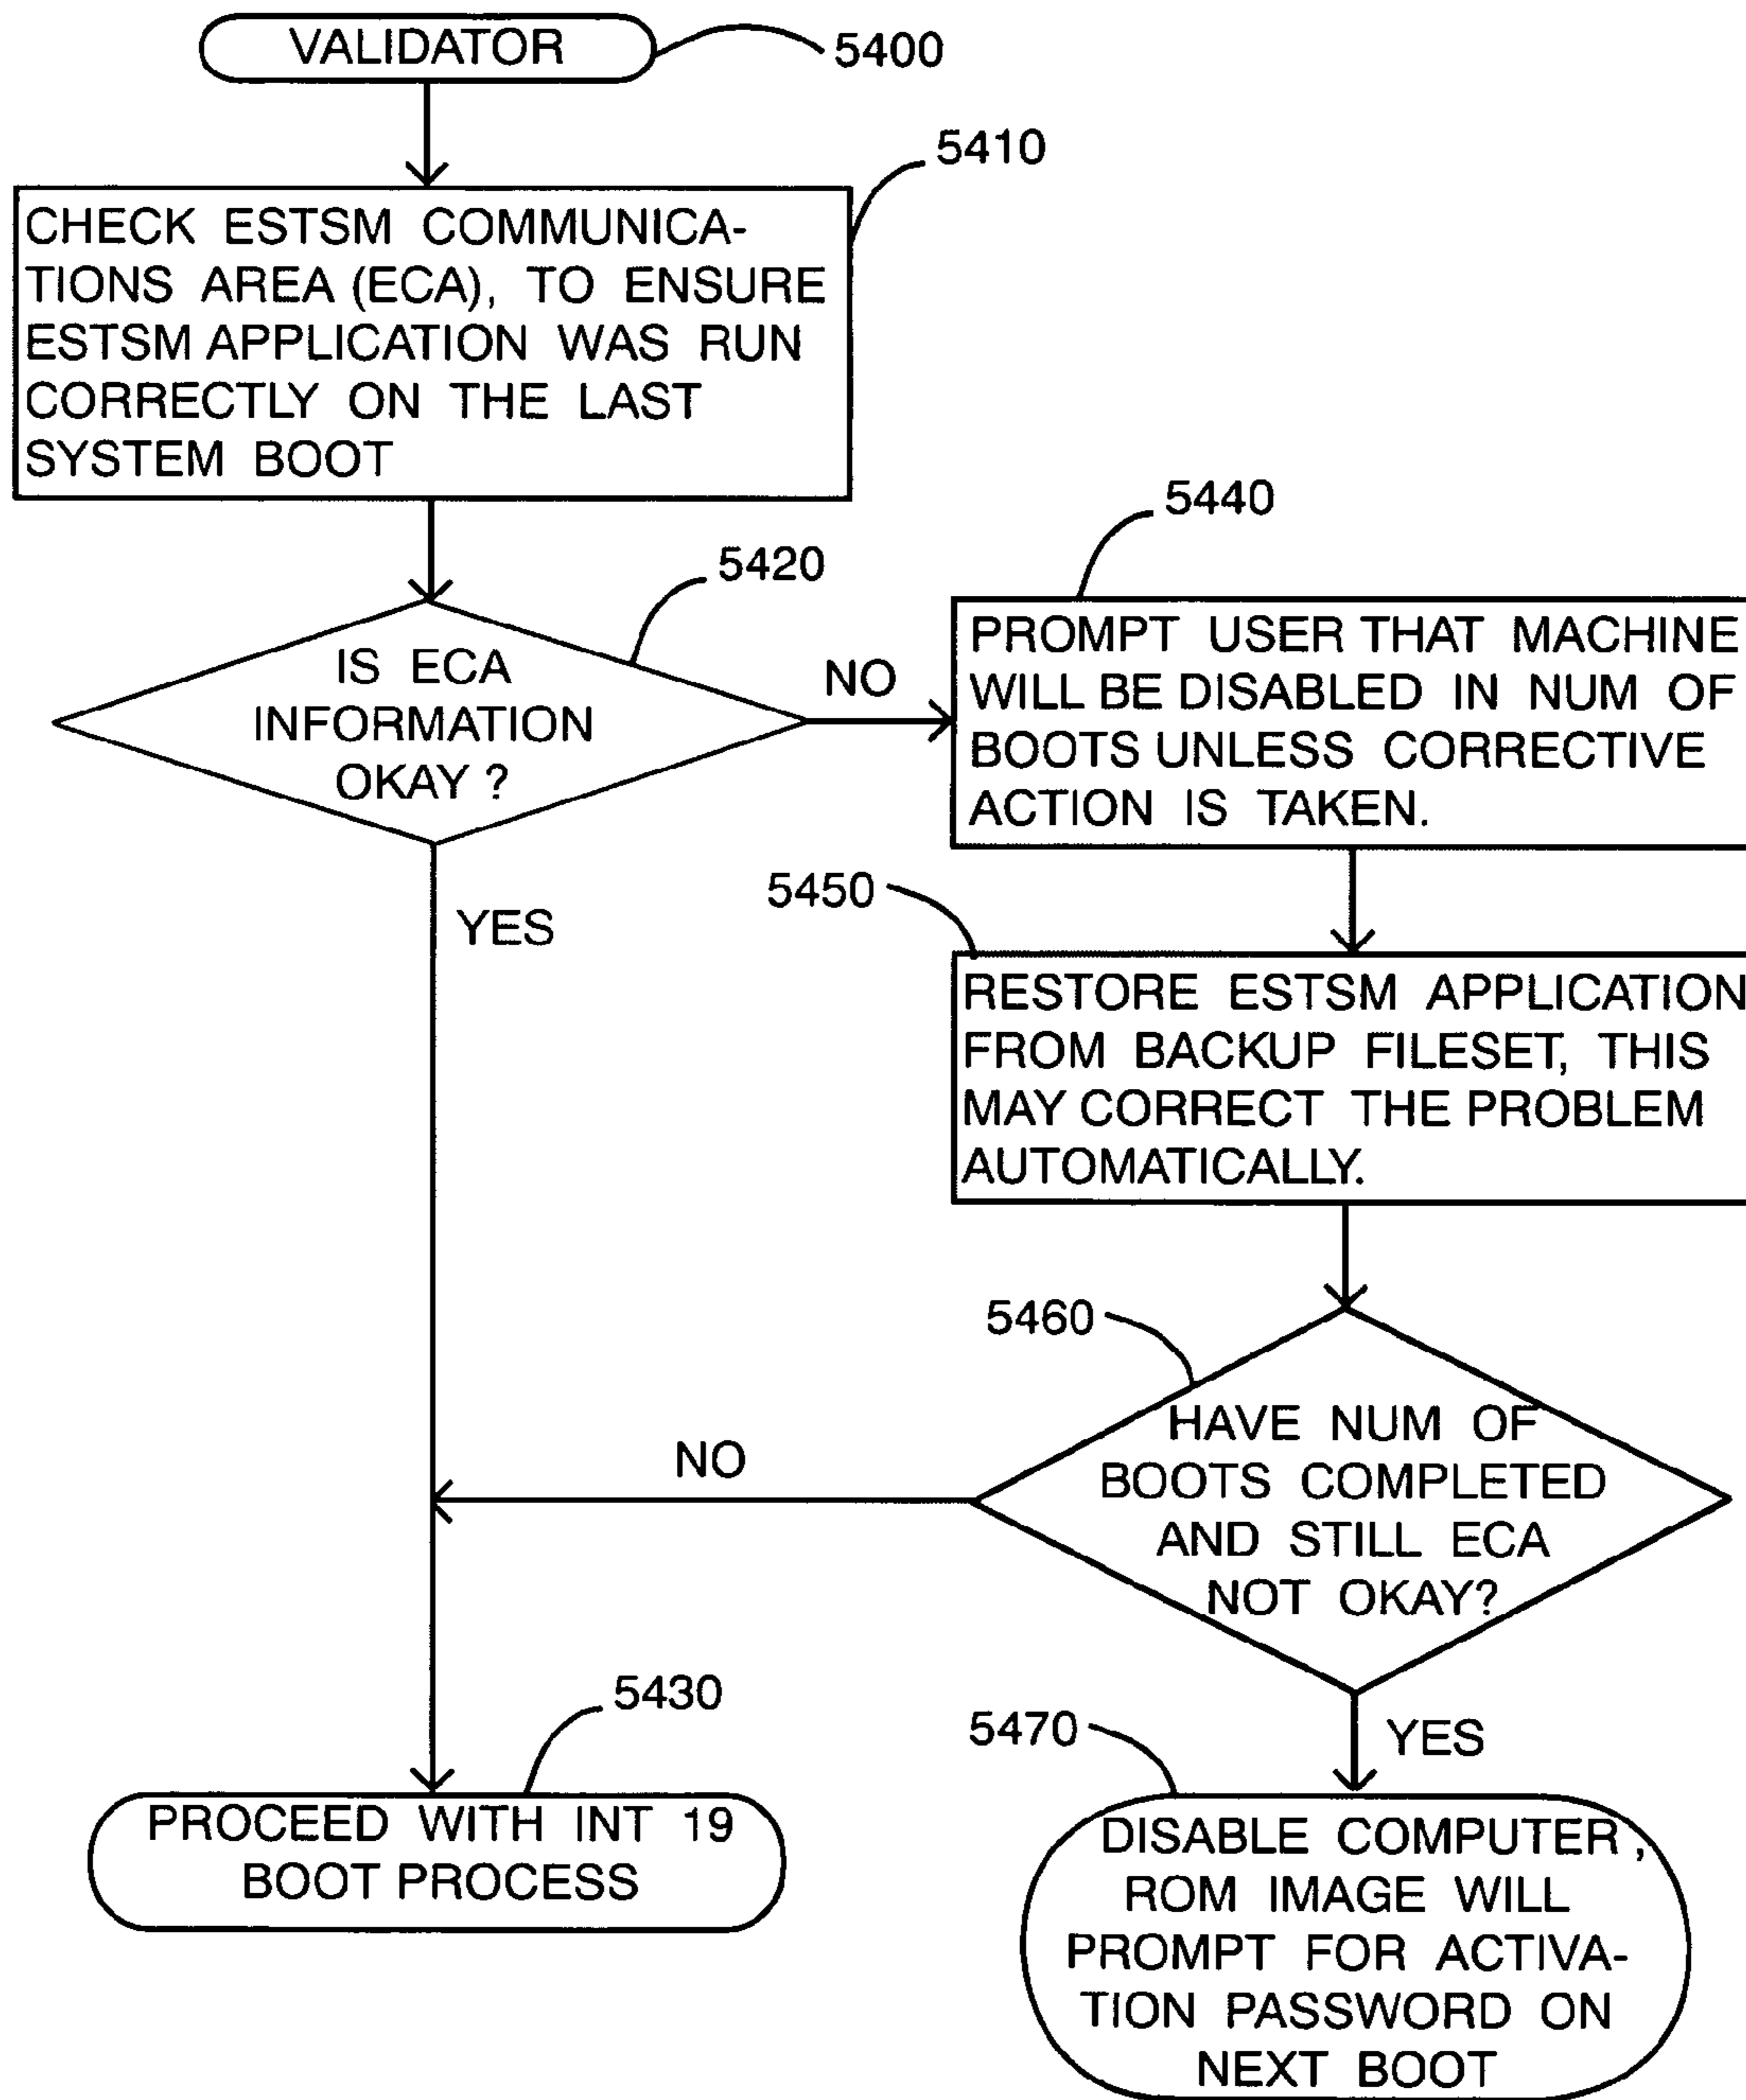 VALIDATOR
5400
5410
CHECK ESTSM COMMUNICA-
TIONS AREA (ECA), TO ENSURE
ESTSM APPLICATION WAS RUN
CORRECTLY ON THE LAST
SYSTEM BOOT
5420
IS ECA
INFORMATION
OKAY ?
NO
YES
5440
PROMPT USER THAT MACHINE
WILL BE DISABLED IN NUM OF
BOOTS UNLESS CORRECTIVE
ACTION IS TAKEN.
5450
RESTORE ESTSM APPLICATION
FROM BACKUP FILESET, THIS
MAY CORRECT THE PROBLEM
AUTOMATICALLY.
5460
HAVE NUM OF
BOOTS COMPLETED
AND STILL ECA
NOT OKAY?
NO
YES
5430
PROCEED WITH INT 19
BOOT PROCESS
5470
DISABLE COMPUTER,
ROM IMAGE WILL
PROMPT FOR ACTIVA-
TION PASSWORD ON
NEXT BOOT